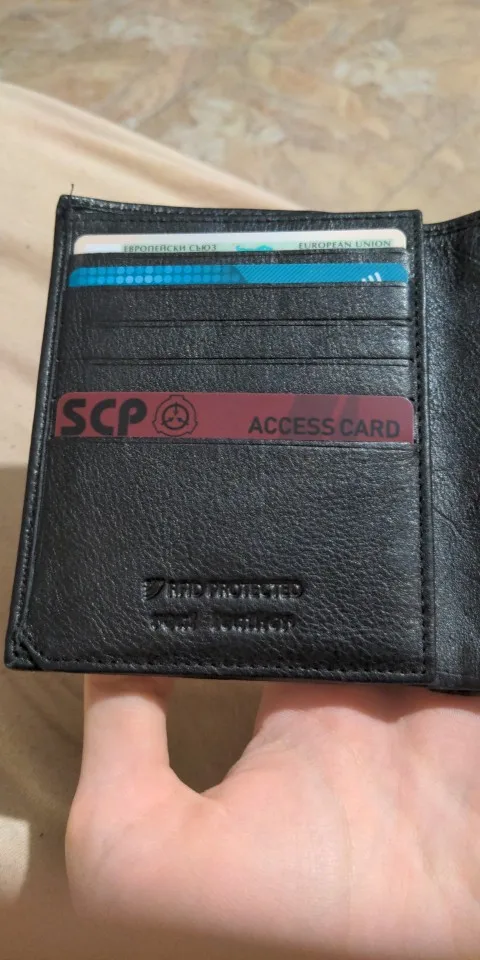 ЕВРОПЕЙСКИ СЪЮЗ EUROPEAN UNION
SCP ACCESS CARD
RFID PROTECTED